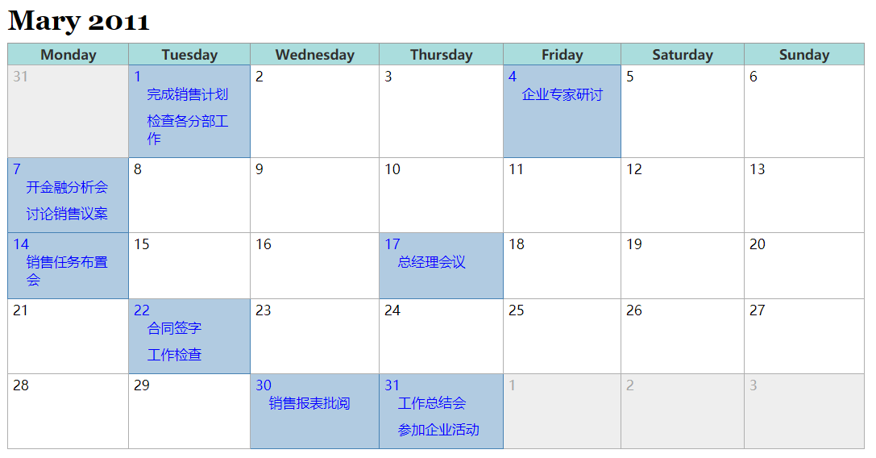 Mary 2011
Monday Tuesday Wednesday Thursday Friday Saturday Sunday
31 1 2 3 4 5 6
完成销售计划 企业专家研讨
检查各分部工
作
7 8 9 10 11 12 13
开金融分析会
讨论销售议案
14 15 16 17 18 19 20
销售任务布置 总经理会议
会
21 22 23 24 25 26 27
合同签字
工作检查
28 29 30 31 1 2 3
销售报表批阅 工作总结会
参加企业活动